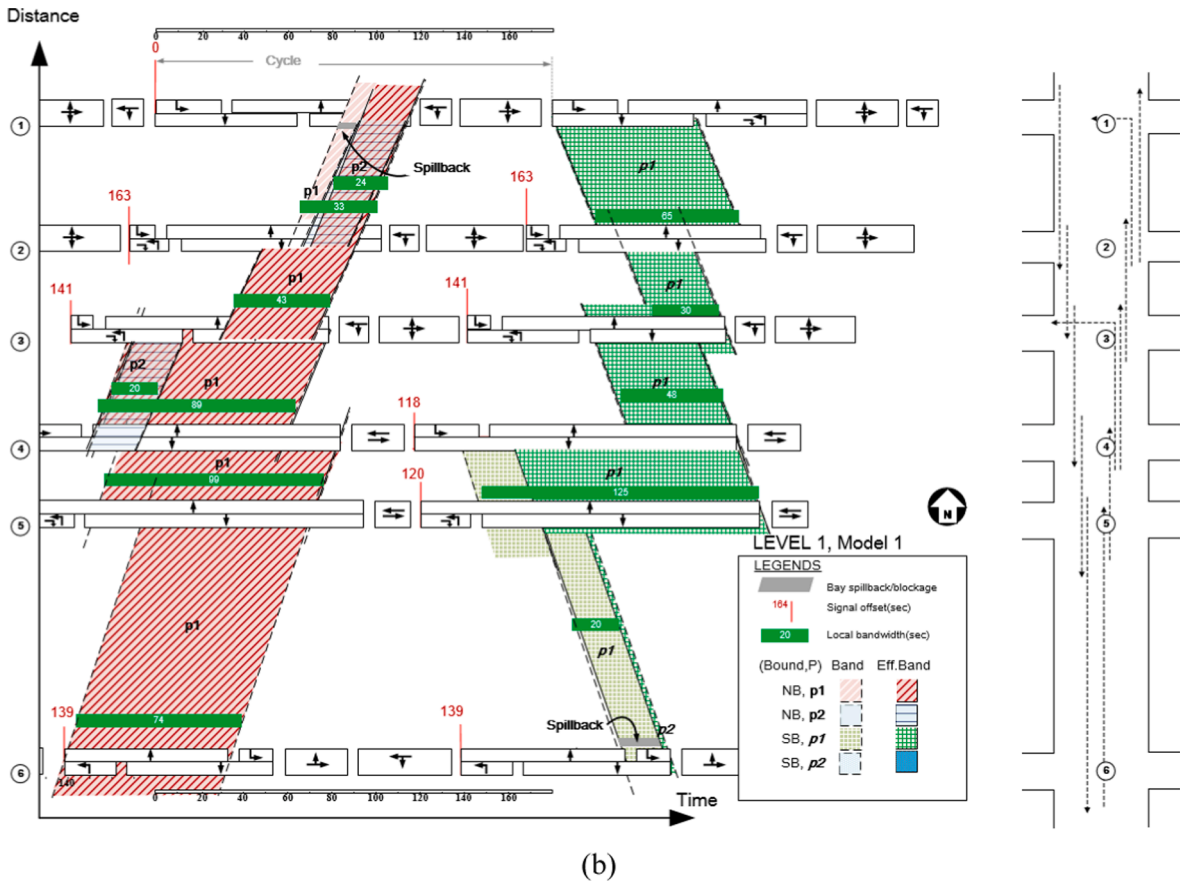 Distance
0 20 40 60 80 100 120 140 160
0
Cycle
1
Spillback
p2
24
p1
33
p1
65
163
163
2
p1
43
p1
30
141
141
3
p2
20
p1
89
p1
48
118
4
p1
99
p1
125
120
5
N
p1
20
p1
74
139
139
Spillback
p2
6
140
0 20 40 60 80 100 120 140 160
Time
LEVEL 1, Model 1
LEGENDS
Bay spillback/blockage
164 Signal offset(sec)
20 Local bandwidth(sec)
(Bound,P) Band Eff.Band
NB, p1
NB, p2
SB, p1
SB, p2
1
2
3
4
5
6
(b)